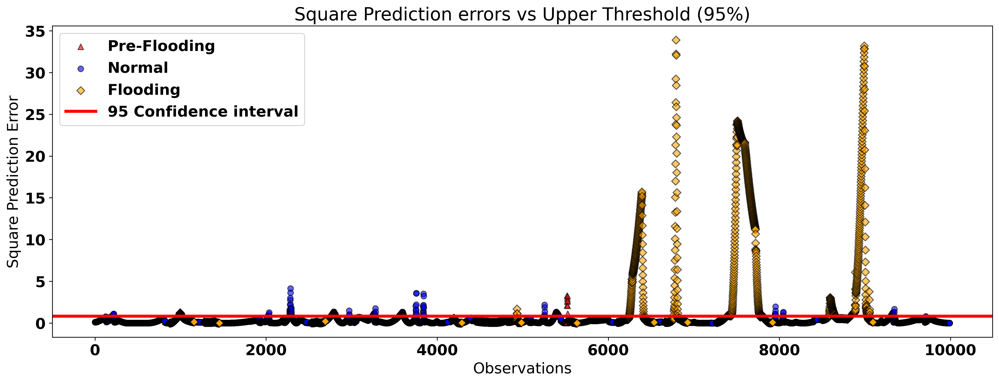 Square Prediction errors vs Upper Threshold (95%)
Square Prediction Error
35
30
25
20
15
10
5
0
Pre-Flooding
Normal
Flooding
95 Confidence interval
0 2000 4000 6000 8000 10000
Observations